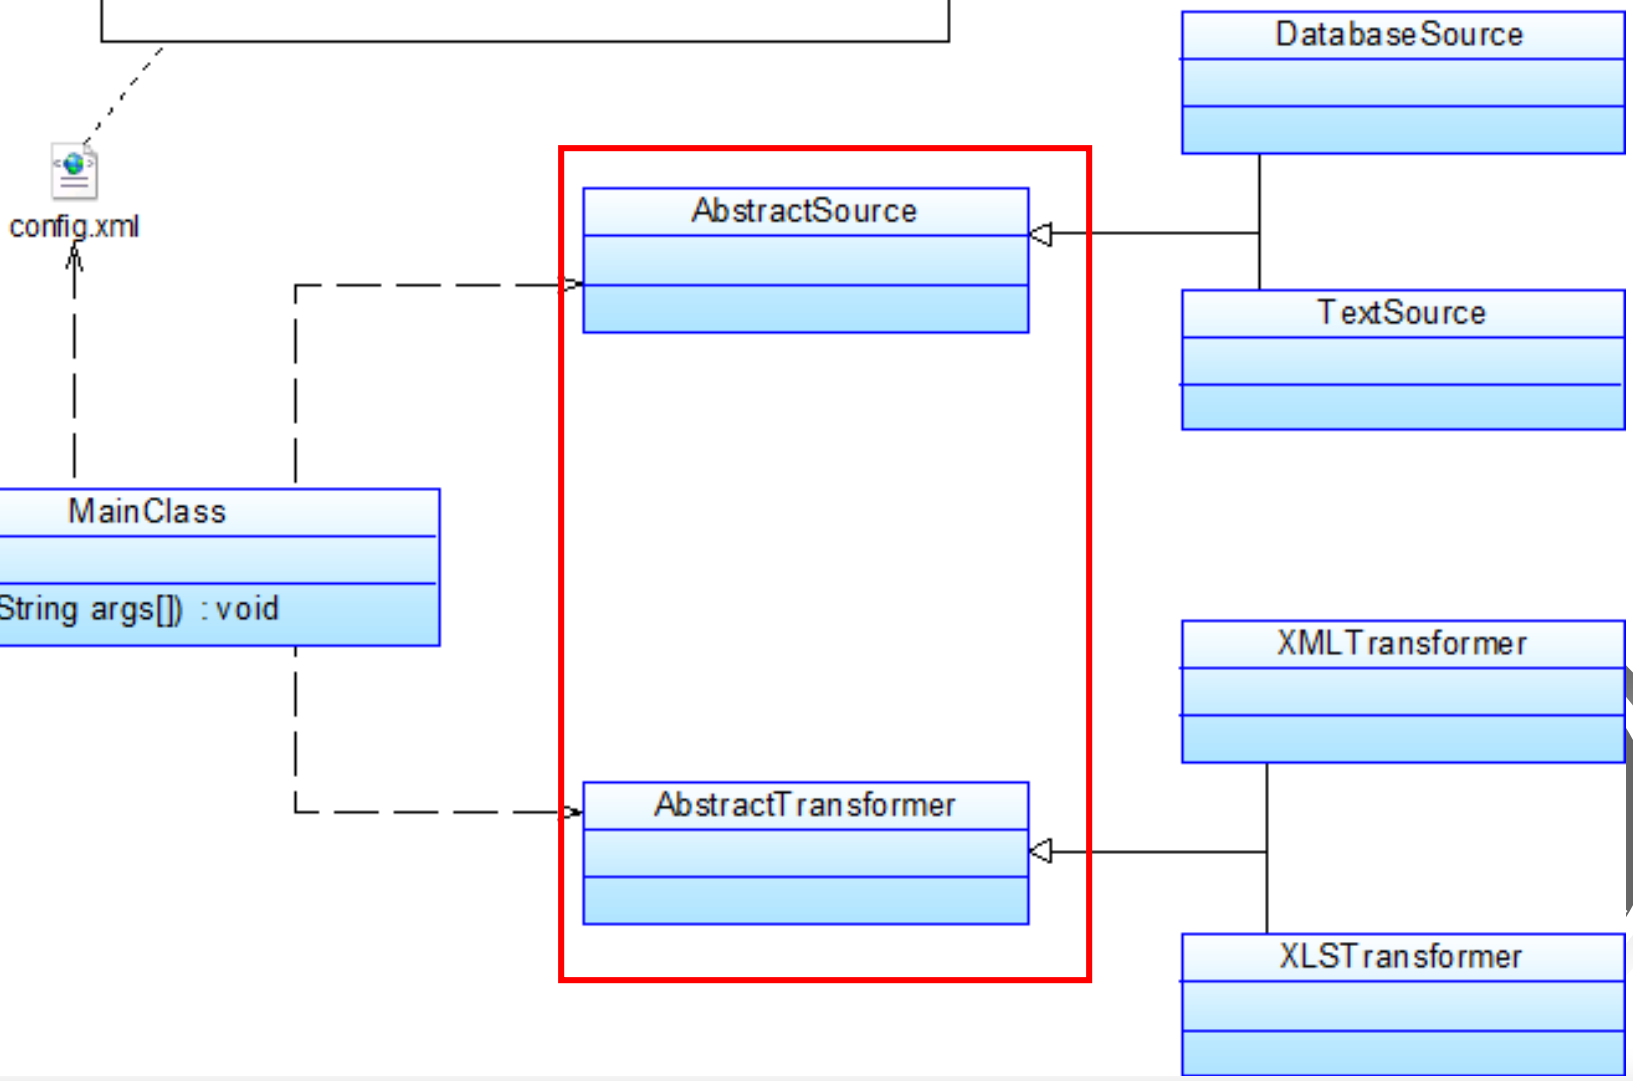 DatabaseSource
config.xml
AbstractSource
TextSource
MainClass
String args[]) : void
XMLTransformer
AbstractTransformer
XLSTransformer